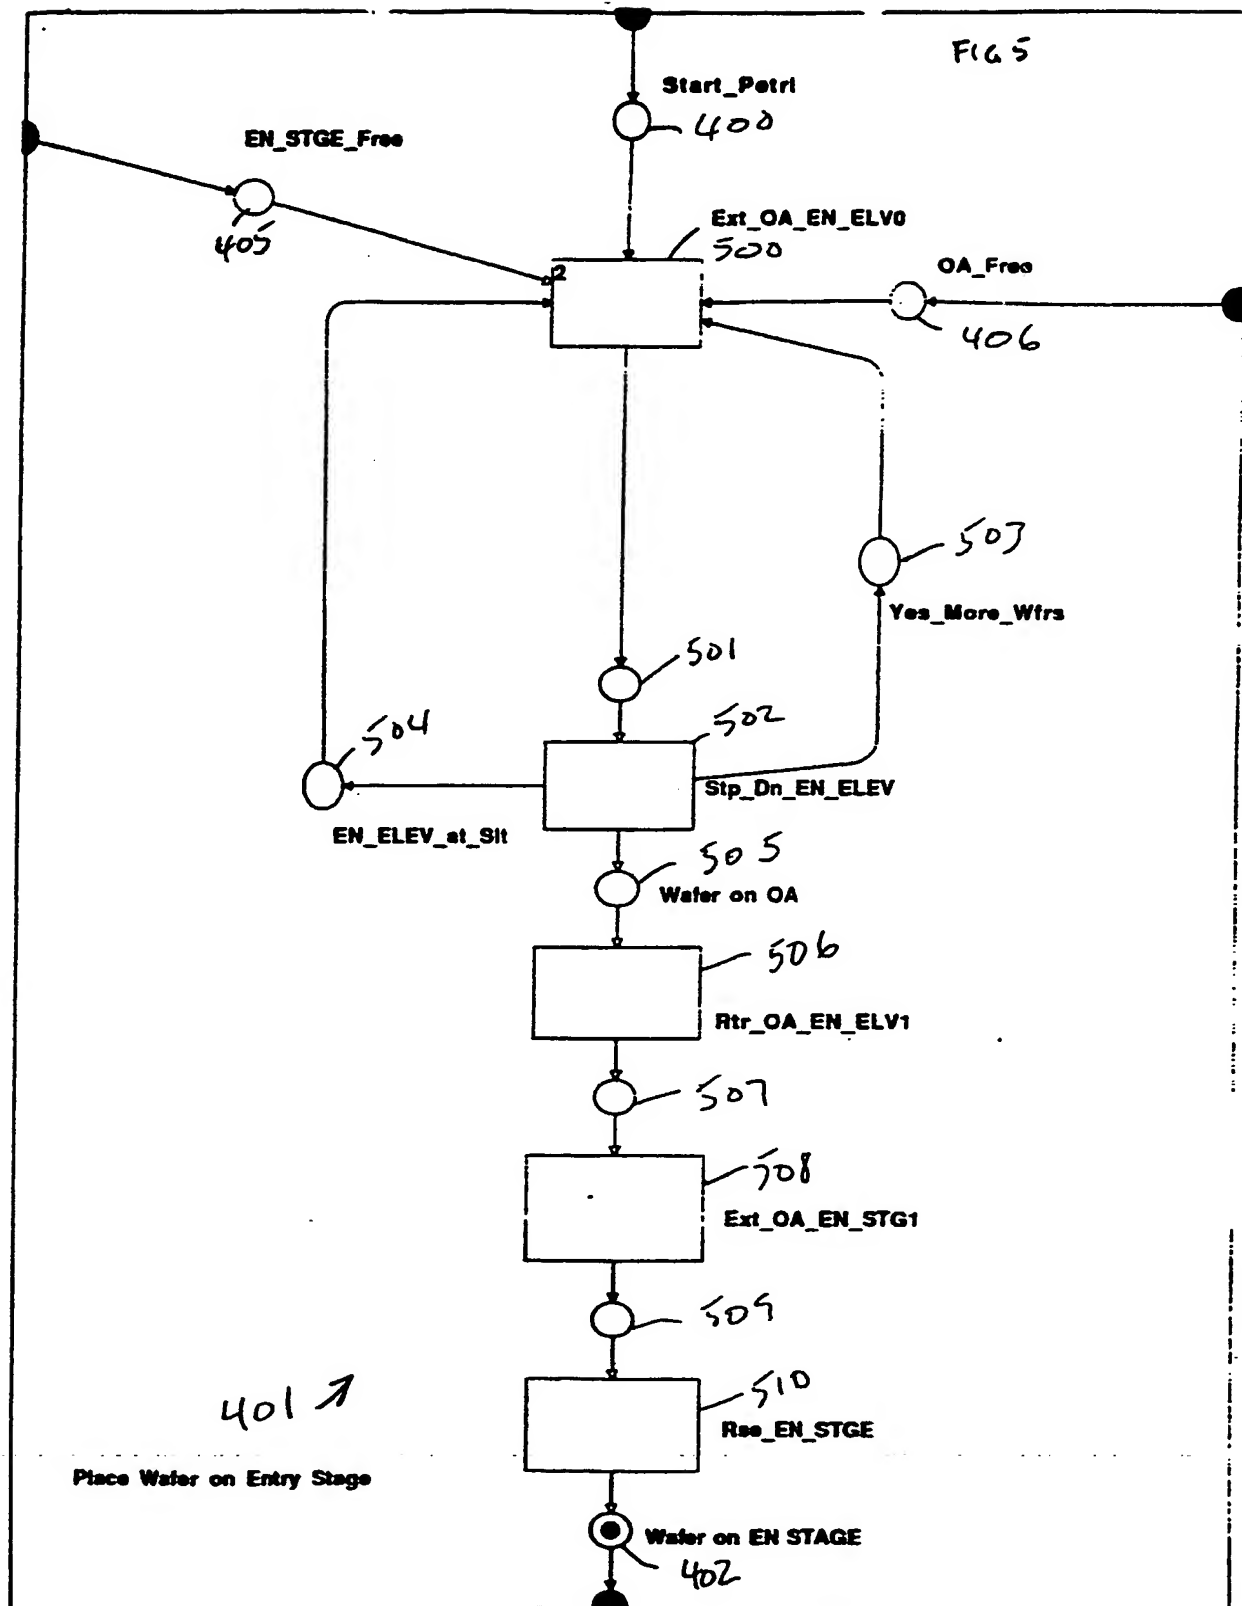 FIG 5
Start_Petri
400
EN_STGE_Free
405
Ext_OA_EN_ELV0
500
2
OA_Free
406
503
Yes_More_Wfrs
501
504
502
Stp_Dn_EN_ELEV
EN_ELEV_at_Slt
505
Wafer on OA
506
Rtr_OA_EN_ELV1
507
508
Ext_OA_EN_STG1
509
401
510
Rse_EN_STGE
Place Wafer on Entry Stage
Wafer on EN STAGE
402